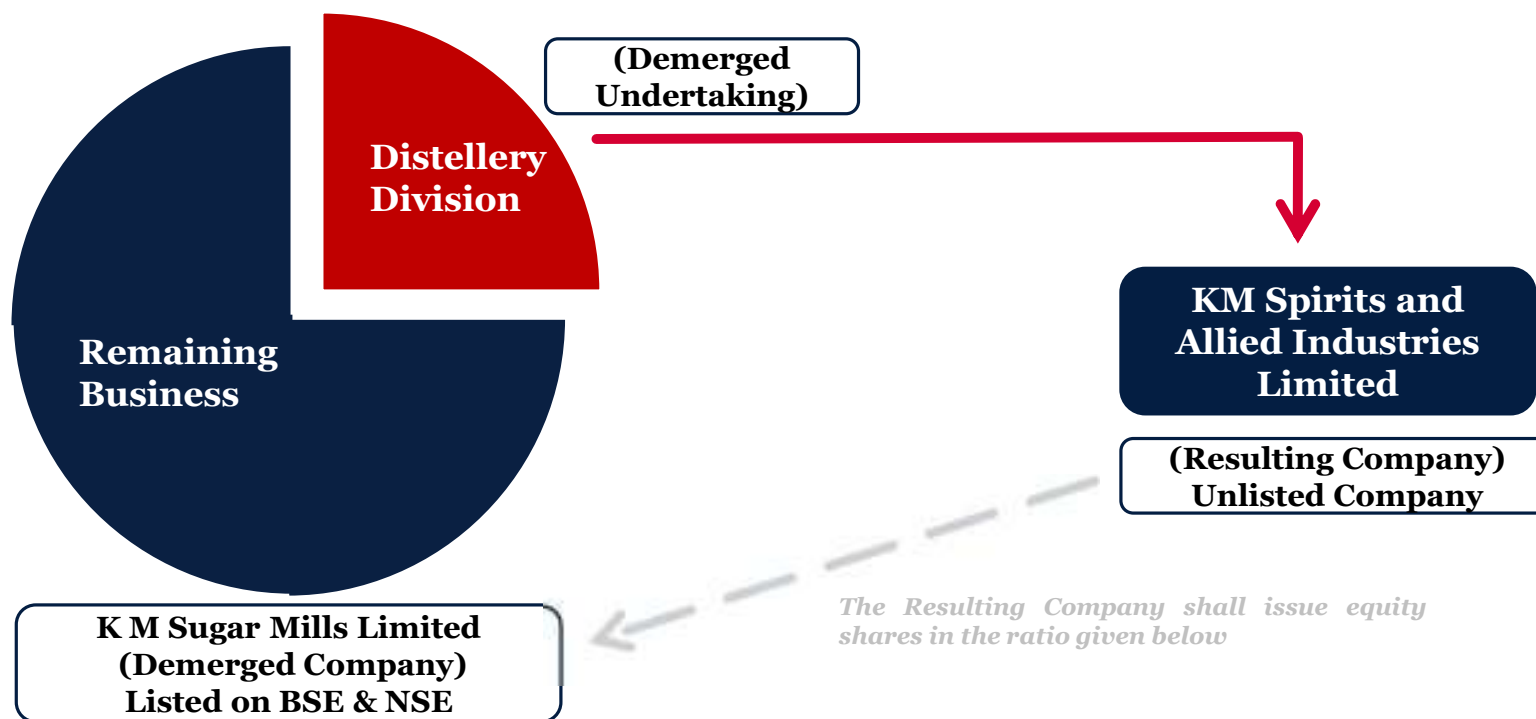 (Demerged
Undertaking)
Distellery
Division
Remaining
Business
KM Spirits and
Allied Industries
Limited
(Resulting Company)
Unlisted Company
The Resulting Company shall issue equity
shares in the ratio given below
K M Sugar Mills Limited
(Demerged Company)
Listed on BSE & NSE